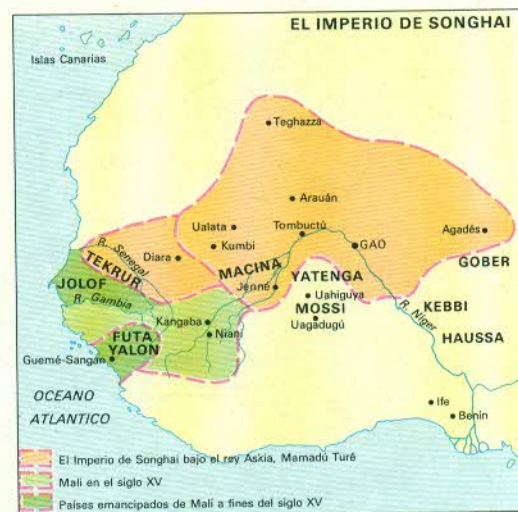 EL IMPERIO DE SONGHAI
Islas Canarias
Teghazza
Arauán
Ualata
Tombuctú
Agadés
Kumbi
GAO
R. Senegal
Diara
MACINA
GOBER
TEKRUR
Jenné
YATENGA
JOLOF
Uahiguya
KEBBI
R. Gambia
MOSSI
R. Niger
Kangaba
Uagadugú
Niani
HAUSSA
FUTA
YALON
Guemé-Sangan
OCEANO
ATLANTICO
Ife
Benín
El Imperio de Songhai bajo el rey Askia, Mamadú Turé
Mali en el siglo XV
Países emancipados de Malí a fines del siglo XV